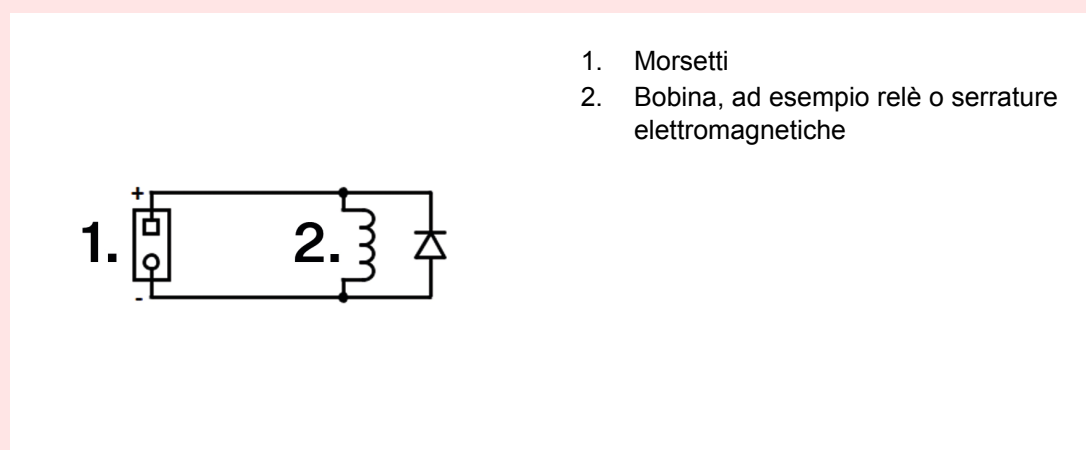 1. Morsetti
2. Bobina, ad esempio relè o serrature
elettromagnetiche
+
1.
2.
-